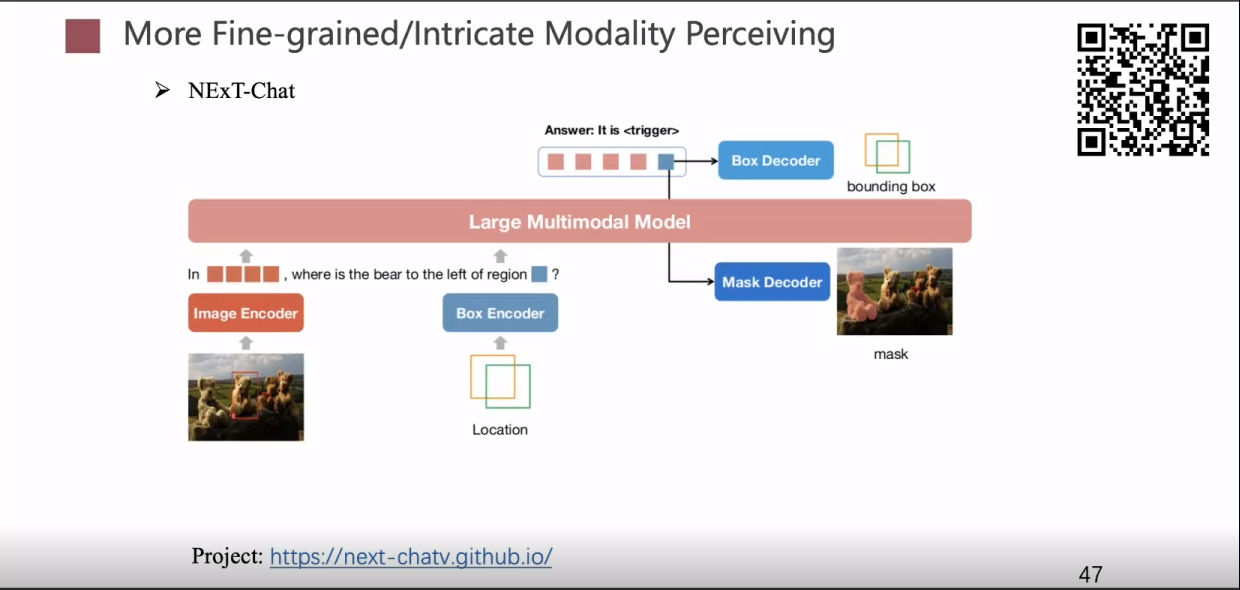 More Fine-grained/Intricate Modality Perceiving
➢ NExT-Chat
Answer: It is <trigger>
Box Decoder
bounding box
Large Multimodal Model
In , where is the bear to the left of region ?
Mask Decoder
Image Encoder
Box Encoder
mask
Location
Project: https://next-chatv.github.io/
47